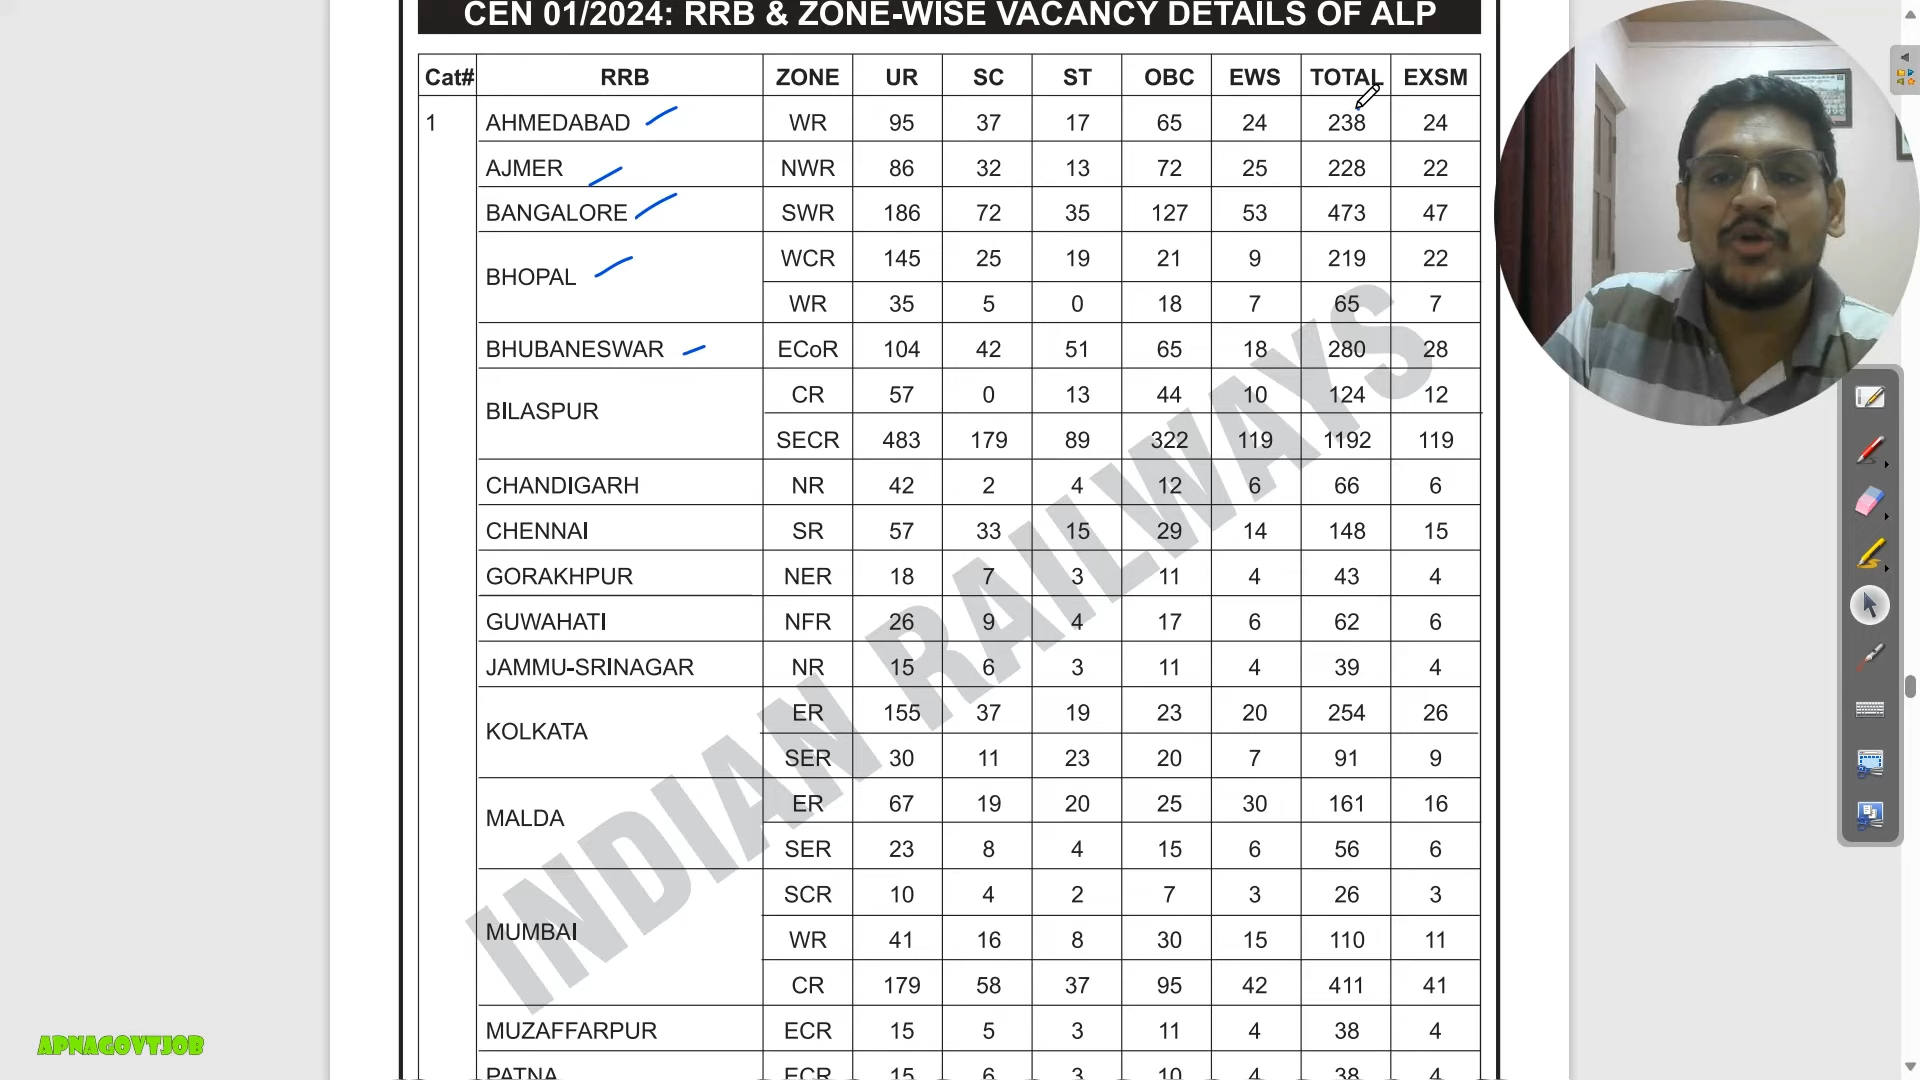 CEN 01/2024: RRB & ZONE-WISE VACANCY DETAILS OF ALP
Cat# RRB ZONE UR SC ST OBC EWS TOTAL EXSM
1 AHMEDABAD WR 95 37 17 65 24 238 24
AJMER NWR 86 32 13 72 25 228 22
BANGALORE SWR 186 72 35 127 53 473 47
BHOPAL WCR 145 25 19 21 9 219 22
WR 35 5 0 18 7 65 7
BHUBANESWAR ECoR 104 42 51 65 18 280 28
BILASPUR CR 57 0 13 44 10 124 12
SECR 483 179 89 322 119 1192 119
CHANDIGARH NR 42 2 4 12 6 66 6
CHENNAI SR 57 33 15 29 14 148 15
GORAKHPUR NER 18 7 3 11 4 43 4
GUWAHATI NFR 26 9 4 17 6 62 6
JAMMU-SRINAGAR NR 15 6 3 11 4 39 4
KOLKATA ER 155 37 19 23 20 254 26
SER 30 11 23 20 7 91 9
MALDA ER 67 19 20 25 30 161 16
SER 23 8 4 15 6 56 6
MUMBAI SCR 10 4 2 7 3 26 3
WR 41 16 8 30 15 110 11
CR 179 58 37 95 42 411 41
MUZAFFARPUR ECR 15 5 3 11 4 38 4
PATNA ECR 15 6 3 10 4 38 4
INDIAN RAILWAYS
APNAGOVTJOB